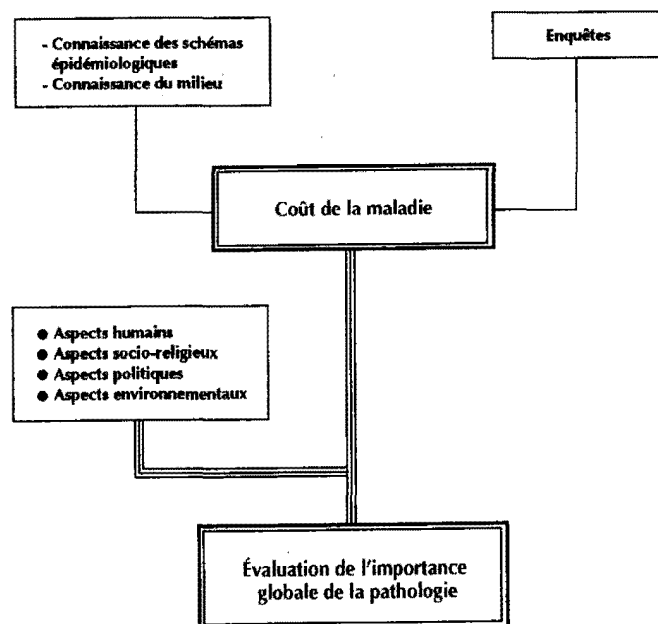 - Connaissance des schémas
épidémiologiques
- Connaissance du milieu
Enquêtes
Coût de la maladie
● Aspects humains
● Aspects socio-religieux
● Aspects politiques
● Aspects environnementaux
Évaluation de l'importance
globale de la pathologie